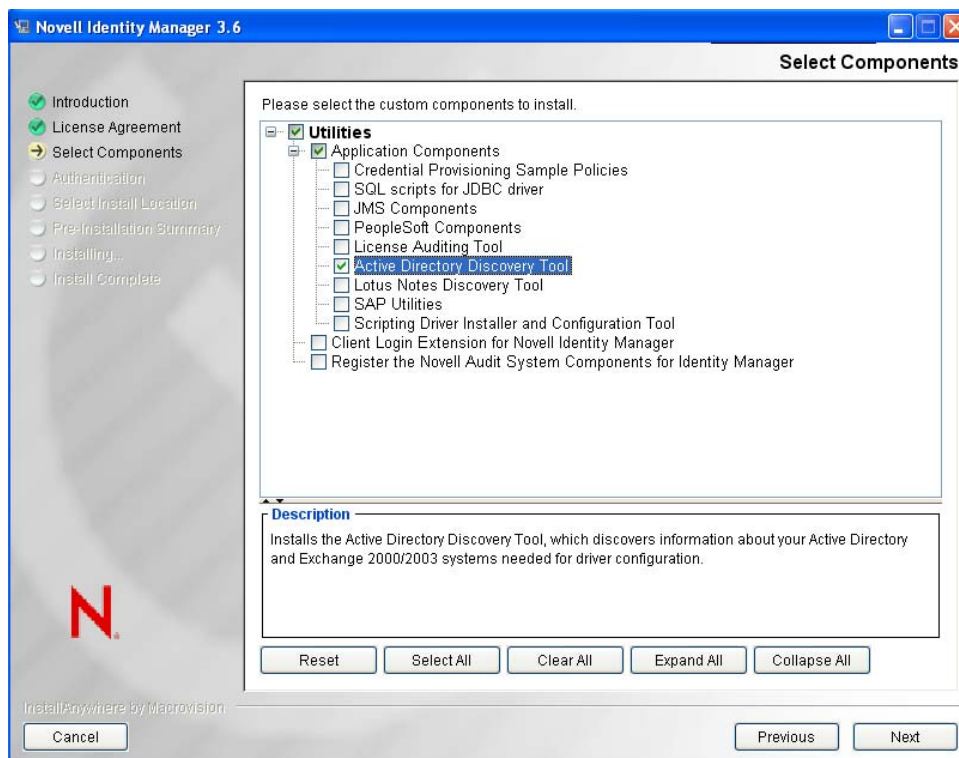 Novell Identity Manager 3.6
Select Components
Introduction
License Agreement
Select Components
Authentication
Select Install Location
Pre-Installation Summary
Installing...
Install Complete
Please select the custom components to install.
Utilities
Application Components
Credential Provisioning Sample Policies
SQL scripts for JDBC driver
JMS Components
PeopleSoft Components
License Auditing Tool
Active Directory Discovery Tool
Lotus Notes Discovery Tool
SAP Utilities
Scripting Driver Installer and Configuration Tool
Client Login Extension for Novell Identity Manager
Register the Novell Audit System Components for Identity Manager
Description
Installs the Active Directory Discovery Tool, which discovers information about your Active Directory
and Exchange 2000/2003 systems needed for driver configuration.
N
Reset Select All Clear All Expand All Collapse All
InstallAnywhere by Macrovision
Cancel Previous Next